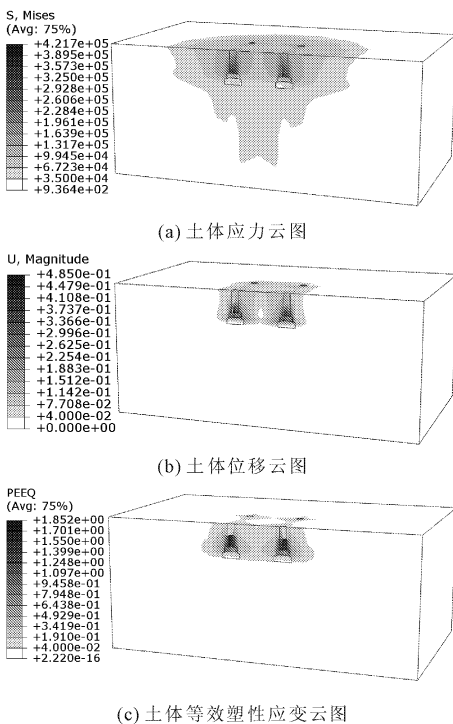 S, Mises
(Avg: 75%)
+4.217e+05
+3.895e+05
+3.573e+05
+3.250e+05
+2.928e+05
+2.606e+05
+2.284e+05
+1.961e+05
+1.639e+05
+1.317e+05
+9.945e+04
+6.723e+04
+3.500e+04
+9.364e+02
(a) 土体应力云图
U, Magnitude
+4.850e-01
+4.479e-01
+4.108e-01
+3.737e-01
+3.366e-01
+2.996e-01
+2.625e-01
+2.254e-01
+1.883e-01
+1.512e-01
+1.142e-01
+7.708e-02
+4.000e-02
+0.000e+00
(b) 土体位移云图
PEEQ
(Avg: 75%)
+1.852e+00
+1.701e+00
+1.550e+00
+1.399e+00
+1.248e+00
+1.097e+00
+9.458e-01
+7.948e-01
+6.438e-01
+4.929e-01
+3.419e-01
+1.910e-01
+4.000e-02
+2.220e-16
(c) 土体等效塑性应变云图